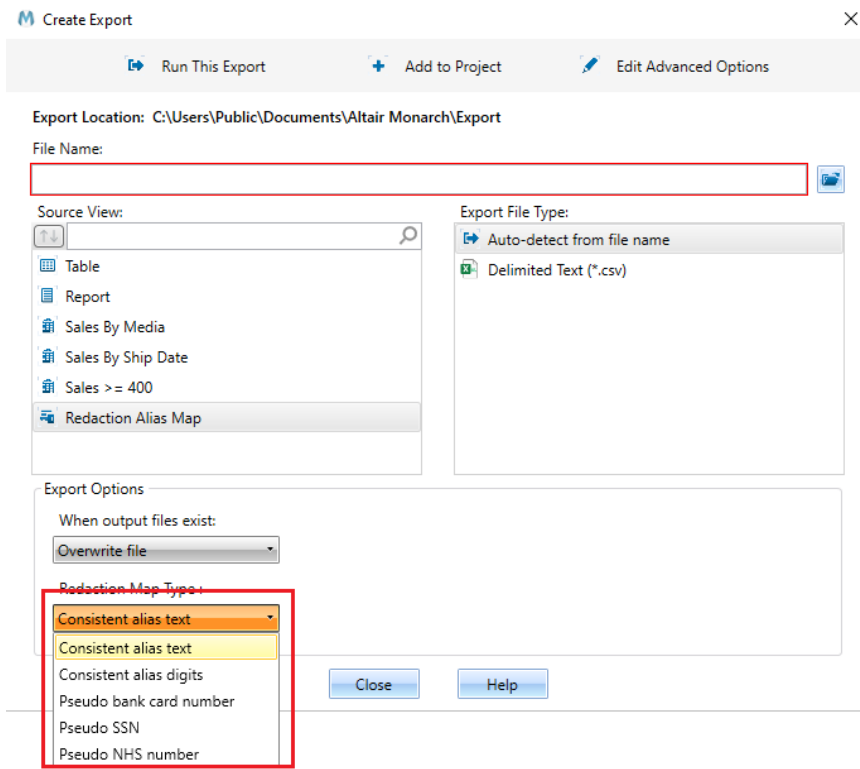 Create Export
Run This Export
Add to Project
Edit Advanced Options
Export Location: C:\Users\Public\Documents\Altair Monarch\Export
File Name:
Source View:
Table
Report
Sales By Media
Sales By Ship Date
Sales >= 400
Redaction Alias Map
Export File Type:
Auto-detect from file name
Delimited Text (*.csv)
Export Options
When output files exist:
Overwrite file
Redaction Map Type :
Consistent alias text
Consistent alias text
Consistent alias digits
Pseudo bank card number
Pseudo SSN
Pseudo NHS number
Close
Help